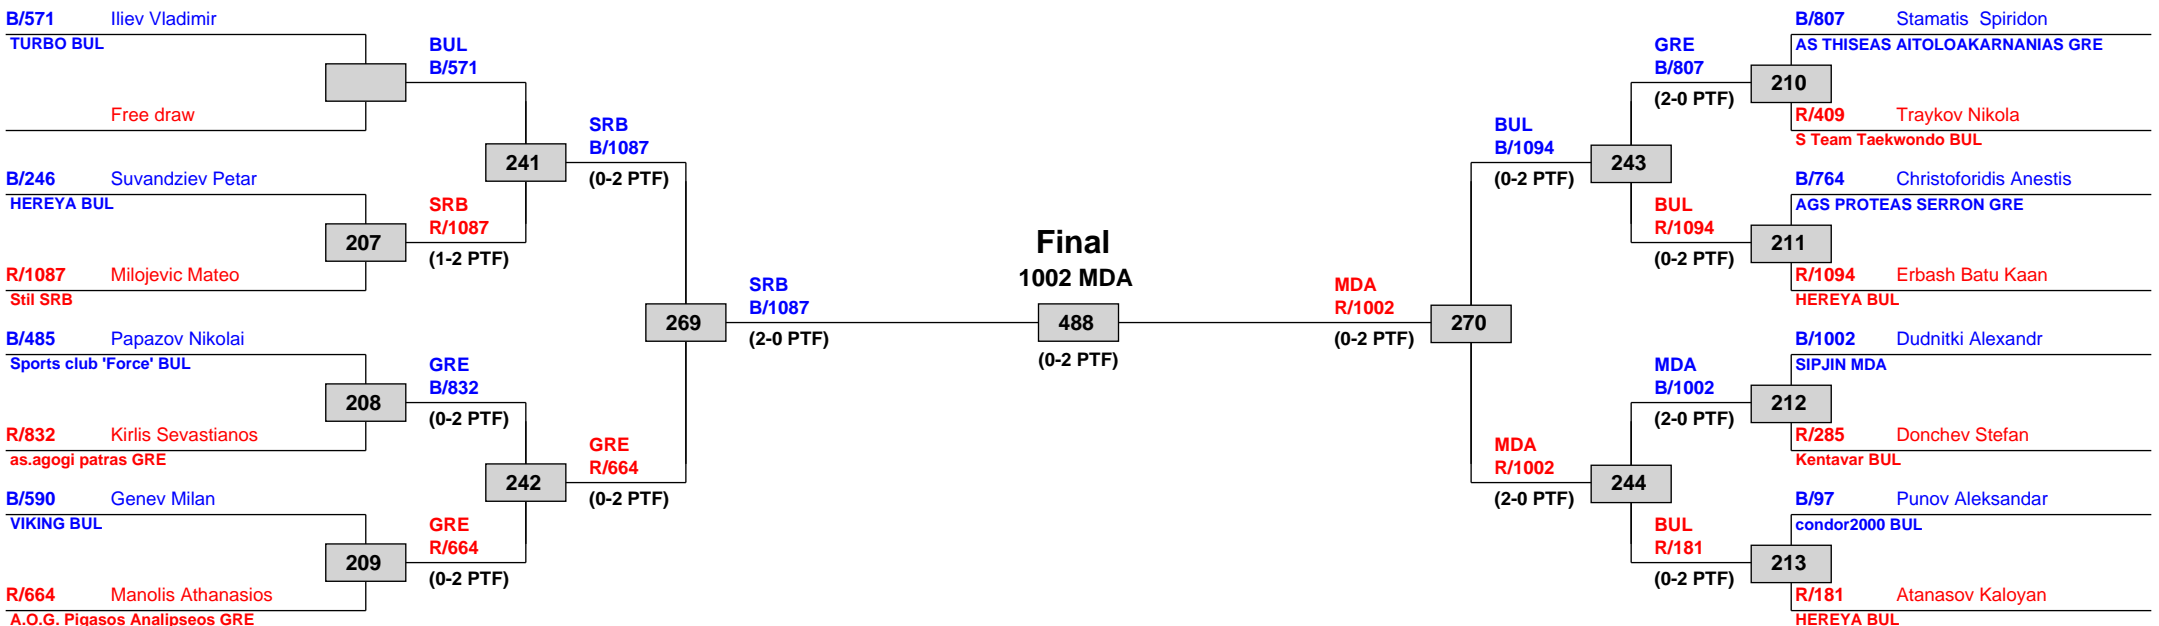 B/571 Iliev Vladimir
TURBO BUL
Free draw
B/246 Suvandziev Petar
HEREYA BUL
207
R/1087 Milojevic Mateo
Stil SRB
B/485 Papazov Nikolai
Sports club 'Force' BUL
208
R/832 Kirlis Sevastianos
as.agogi patras GRE
B/590 Genev Milan
VIKING BUL
209
R/664 Manolis Athanasios
A.O.G. Pigasos Analipseos GRE
BUL
B/571
241
SRB
R/1087
(1-2 PTF)
GRE
B/832
(0-2 PTF)
242
GRE
R/664
(0-2 PTF)
SRB
B/1087
(0-2 PTF)
269
GRE
R/664
(0-2 PTF)
SRB
B/1087
(2-0 PTF)
Final
1002 MDA
488
(0-2 PTF)
MDA
R/1002
(0-2 PTF)
270
BUL
B/1094
(0-2 PTF)
MDA
R/1002
(2-0 PTF)
GRE
B/807
(2-0 PTF)
243
BUL
R/1094
(0-2 PTF)
MDA
B/1002
(2-0 PTF)
244
BUL
R/181
(0-2 PTF)
B/807 Stamatis Spiridon
AS THISEAS AITOLOAKARNANIAS GRE
210
R/409 Traykov Nikola
S Team Taekwondo BUL
B/764 Christoforidis Anestis
AGS PROTEAS SERRON GRE
211
R/1094 Erbash Batu Kaan
HEREYA BUL
B/1002 Dudnitki Alexandr
SIPJIN MDA
212
R/285 Donchev Stefan
Kentavar BUL
B/97 Punov Aleksandar
condor2000 BUL
213
R/181 Atanasov Kaloyan
HEREYA BUL